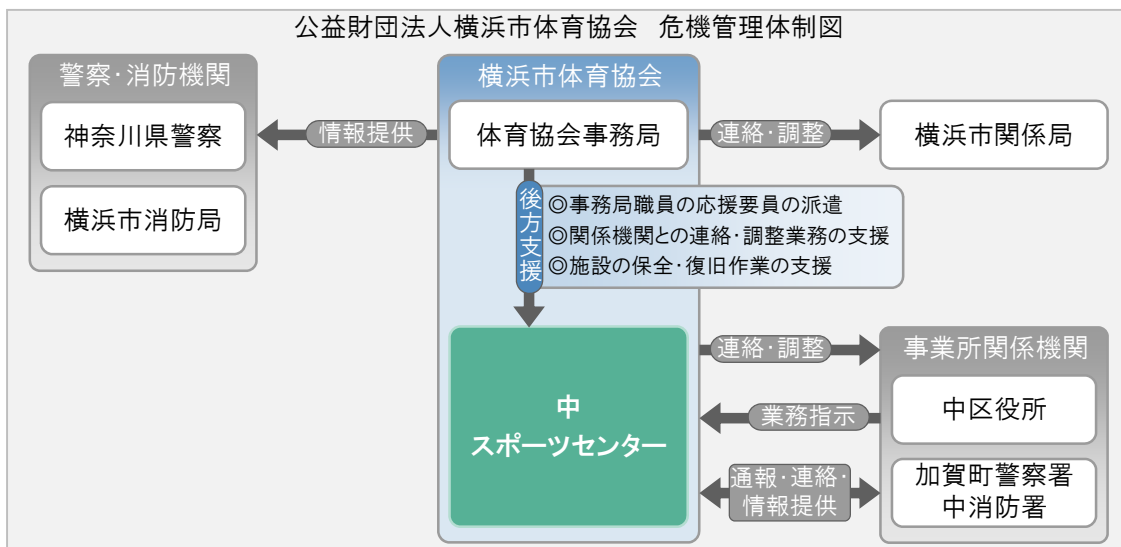 公益財団法人横浜市体育協会　危機管理体制図
警察・消防機関
神奈川県警察
横浜市消防局
情報提供
横浜市体育協会
体育協会事務局
連絡・調整
横浜市関係局
後方支援
◎事務局職員の応援要員の派遣
◎関係機関との連絡・調整業務の支援
◎施設の保全・復旧作業の支援
中
スポーツセンター
連絡・調整
事業所関係機関
業務指示
中区役所
通報・連絡・
情報提供
加賀町警察署
中消防署